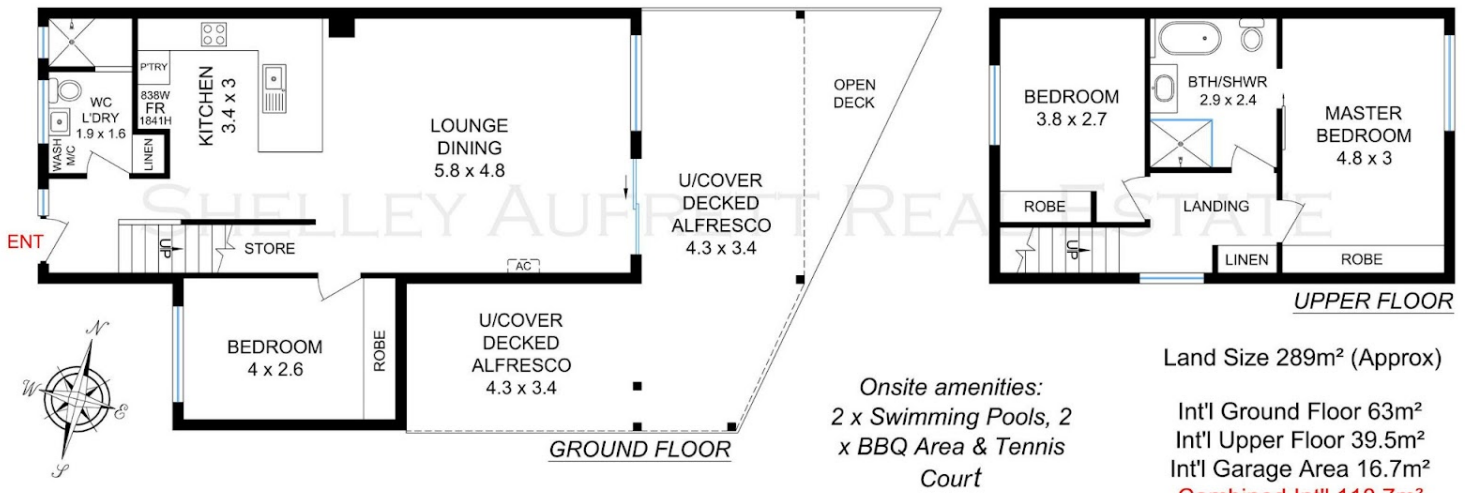 P'TRY
838W
FR
1841H
KITCHEN
3.4 x 3
WC
L'DRY
1.9 x 1.6
WASH
M/C
LINEN
LOUNGE
DINING
5.8 x 4.8
OPEN
DECK
U/COVER
DECKED
ALFRESCO
4.3 x 3.4
ENT
UP
STORE
AC
BEDROOM
4 x 2.6
ROBE
U/COVER
DECKED
ALFRESCO
4.3 x 3.4
GROUND FLOOR
N
W
E
S
BEDROOM
3.8 x 2.7
BTH/SHWR
2.9 x 2.4
MASTER
BEDROOM
4.8 x 3
ROBE
LANDING
UP
LINEN
ROBE
UPPER FLOOR
SHELLEY AUFRETT REAL ESTATE
Onsite amenities:
2 x Swimming Pools, 2
x BBQ Area & Tennis
Court
Land Size 289m² (Approx)
Int'l Ground Floor 63m²
Int'l Upper Floor 39.5m²
Int'l Garage Area 16.7m²